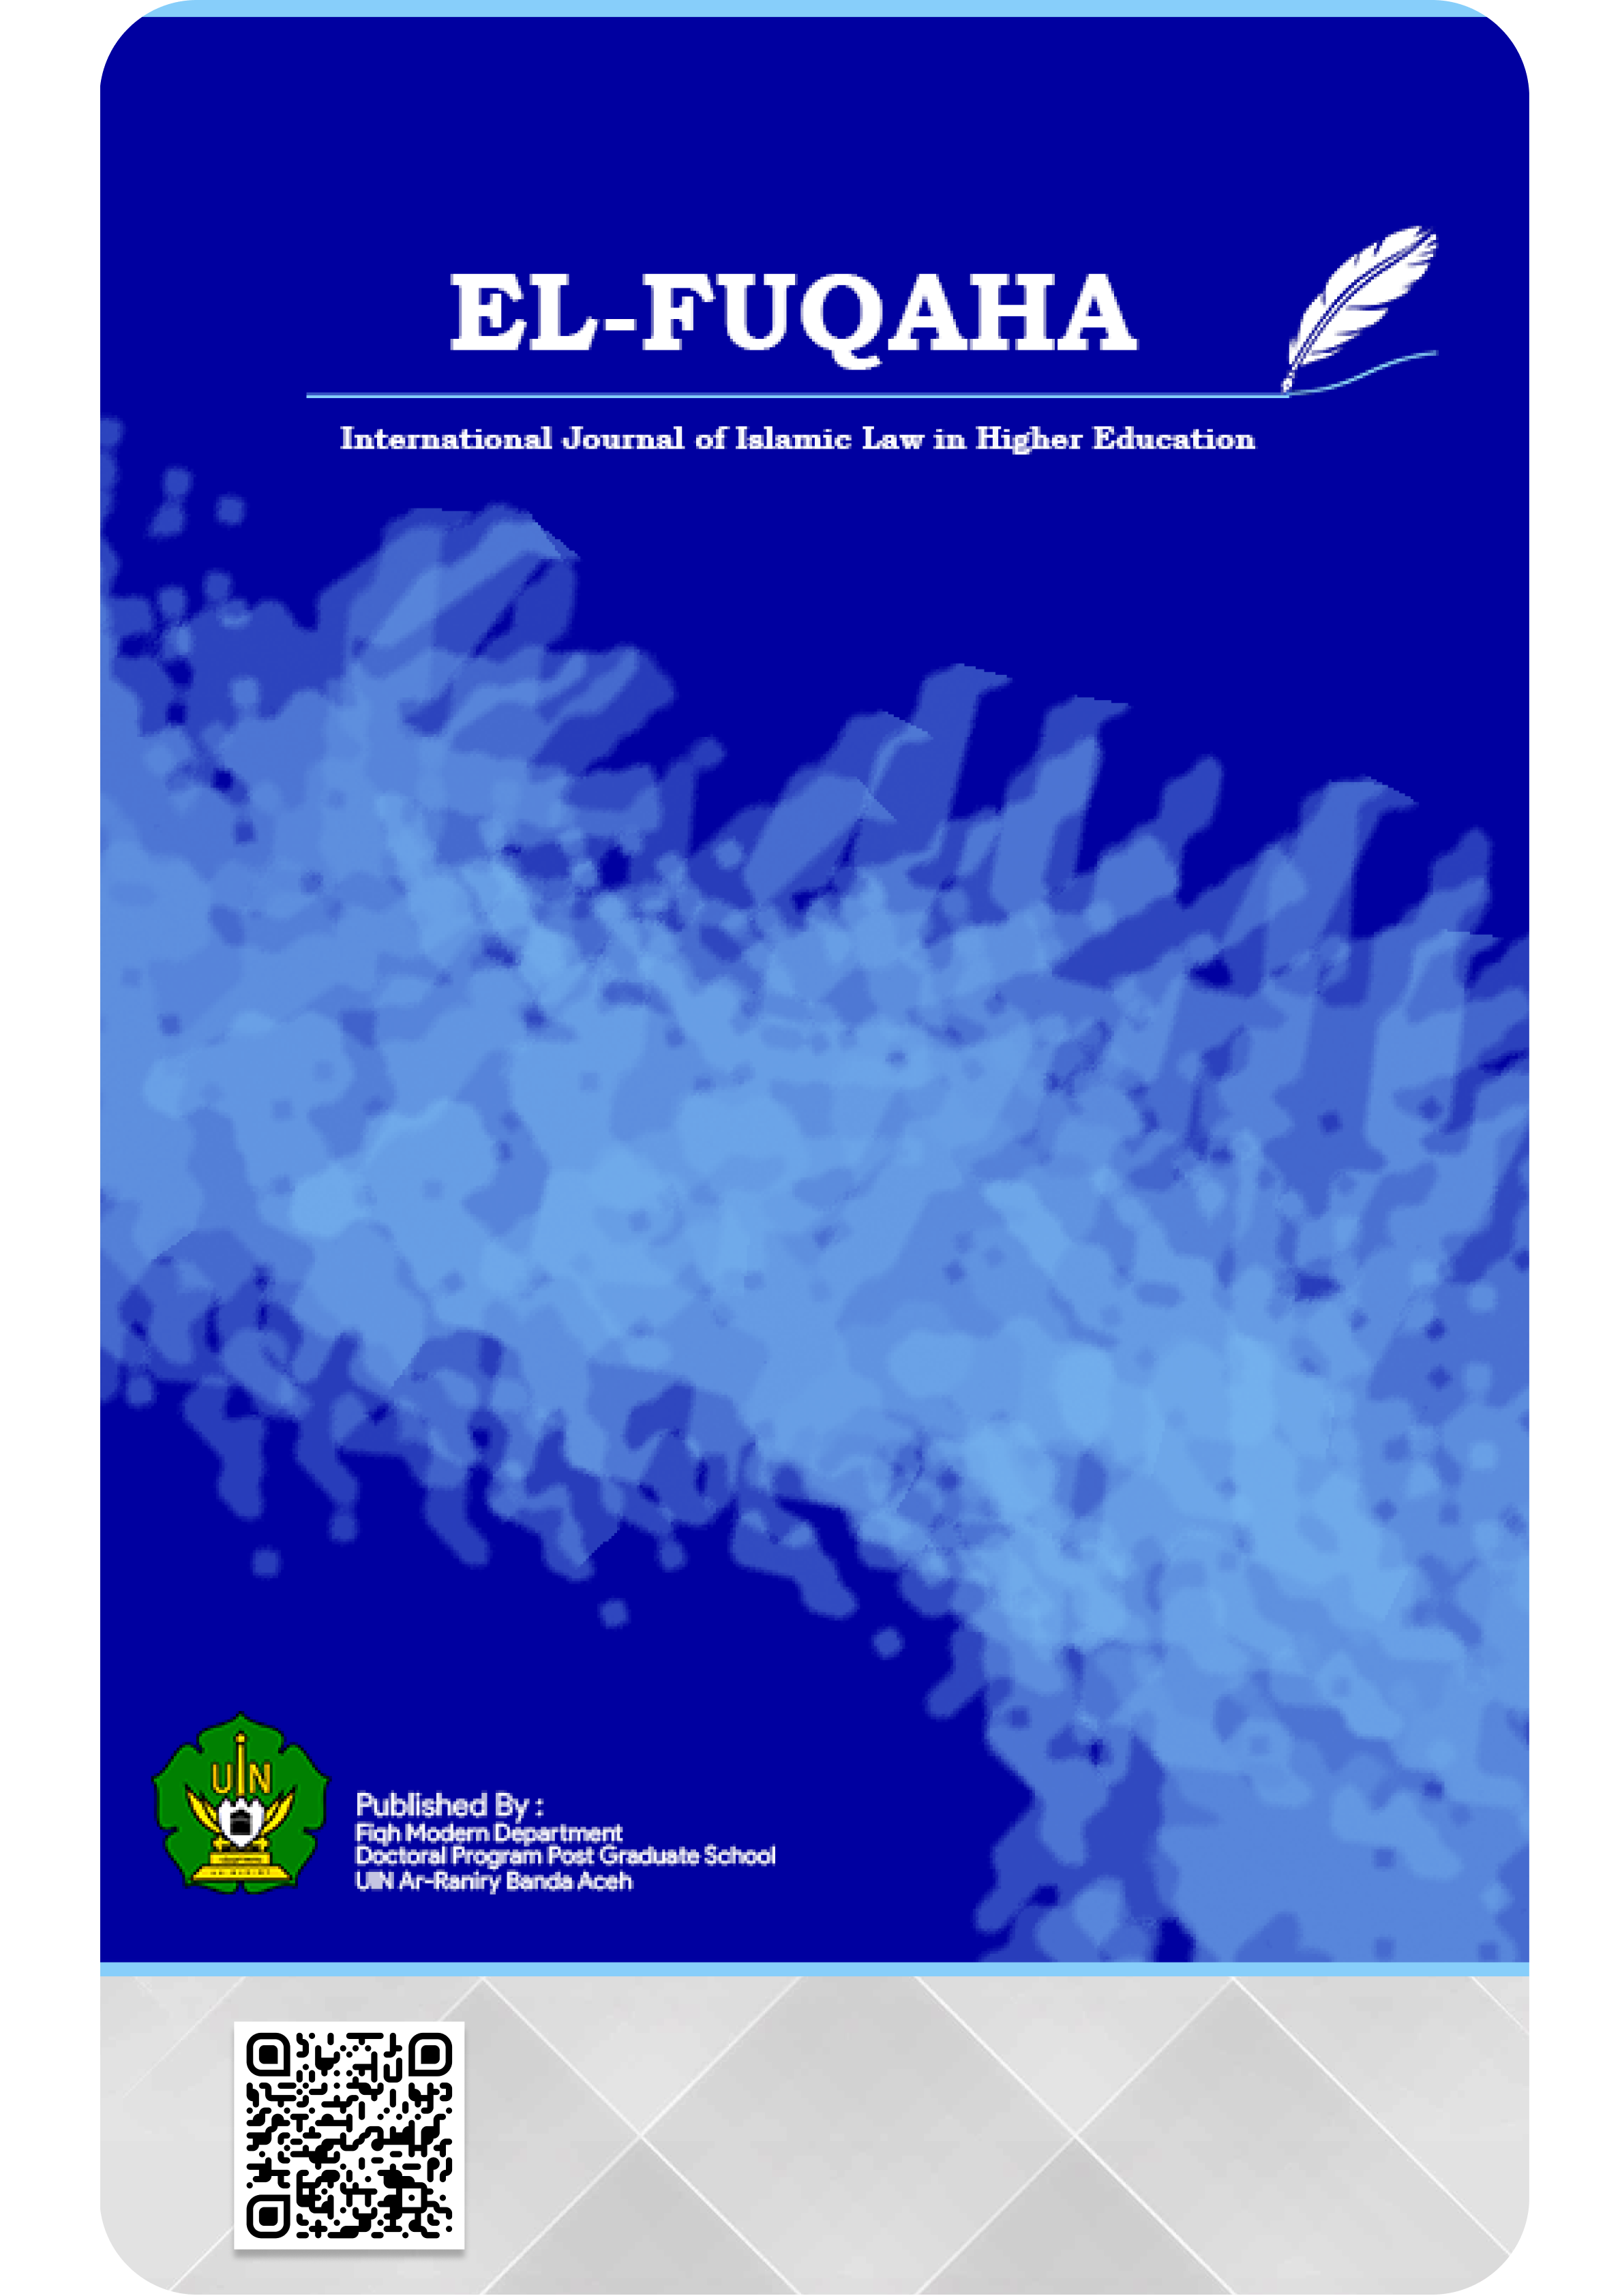 EL-FUQAHA
International Journal of Islamic Law in Higher Education
UIN
Published By :
Fiqh Modern Department
Doctoral Program Post Graduate School
UIN Ar-Raniry Banda Aceh